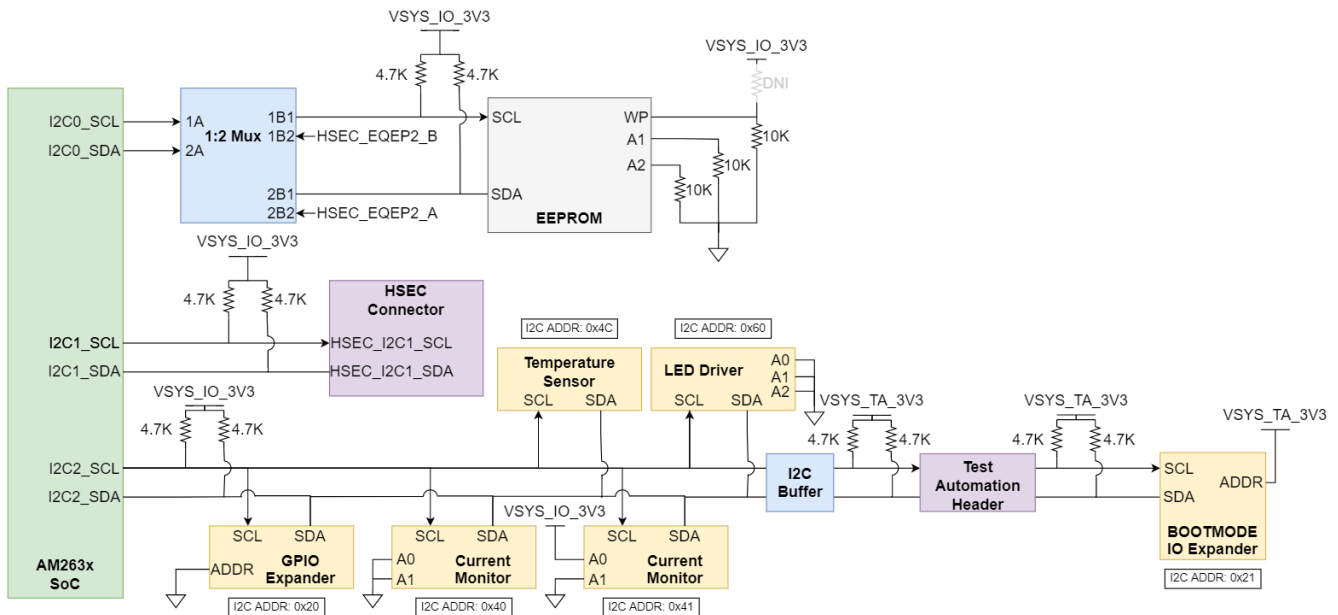 VSYS_IO_3V3
4.7K
4.7K
VSYS_IO_3V3
DNI
I2C0_SCL
I2C0_SDA
1A
2A
1:2 Mux
1B1
1B2
2B1
2B2
HSEC_EQEP2_B
HSEC_EQEP2_A
SCL
SDA
WP
A1
A2
EEPROM
10K
10K
10K
VSYS_IO_3V3
4.7K
4.7K
HSEC
Connector
I2C1_SCL
I2C1_SDA
HSEC_I2C1_SCL
HSEC_I2C1_SDA
I2C ADDR: 0x4C
Temperature
Sensor
SCL
SDA
I2C ADDR: 0x60
LED Driver
A0
A1
A2
SCL
SDA
VSYS_IO_3V3
4.7K
4.7K
I2C2_SCL
I2C2_SDA
I2C
Buffer
VSYS_TA_3V3
4.7K
4.7K
Test
Automation
Header
VSYS_TA_3V3
4.7K
4.7K
VSYS_TA_3V3
SCL
SDA
ADDR
BOOTMODE
IO Expander
I2C ADDR: 0x21
SCL
SDA
ADDR
GPIO
Expander
I2C ADDR: 0x20
SCL
SDA
A0
A1
Current
Monitor
I2C ADDR: 0x40
VSYS_IO_3V3
SCL
SDA
A0
A1
Current
Monitor
I2C ADDR: 0x41
AM263x
SoC